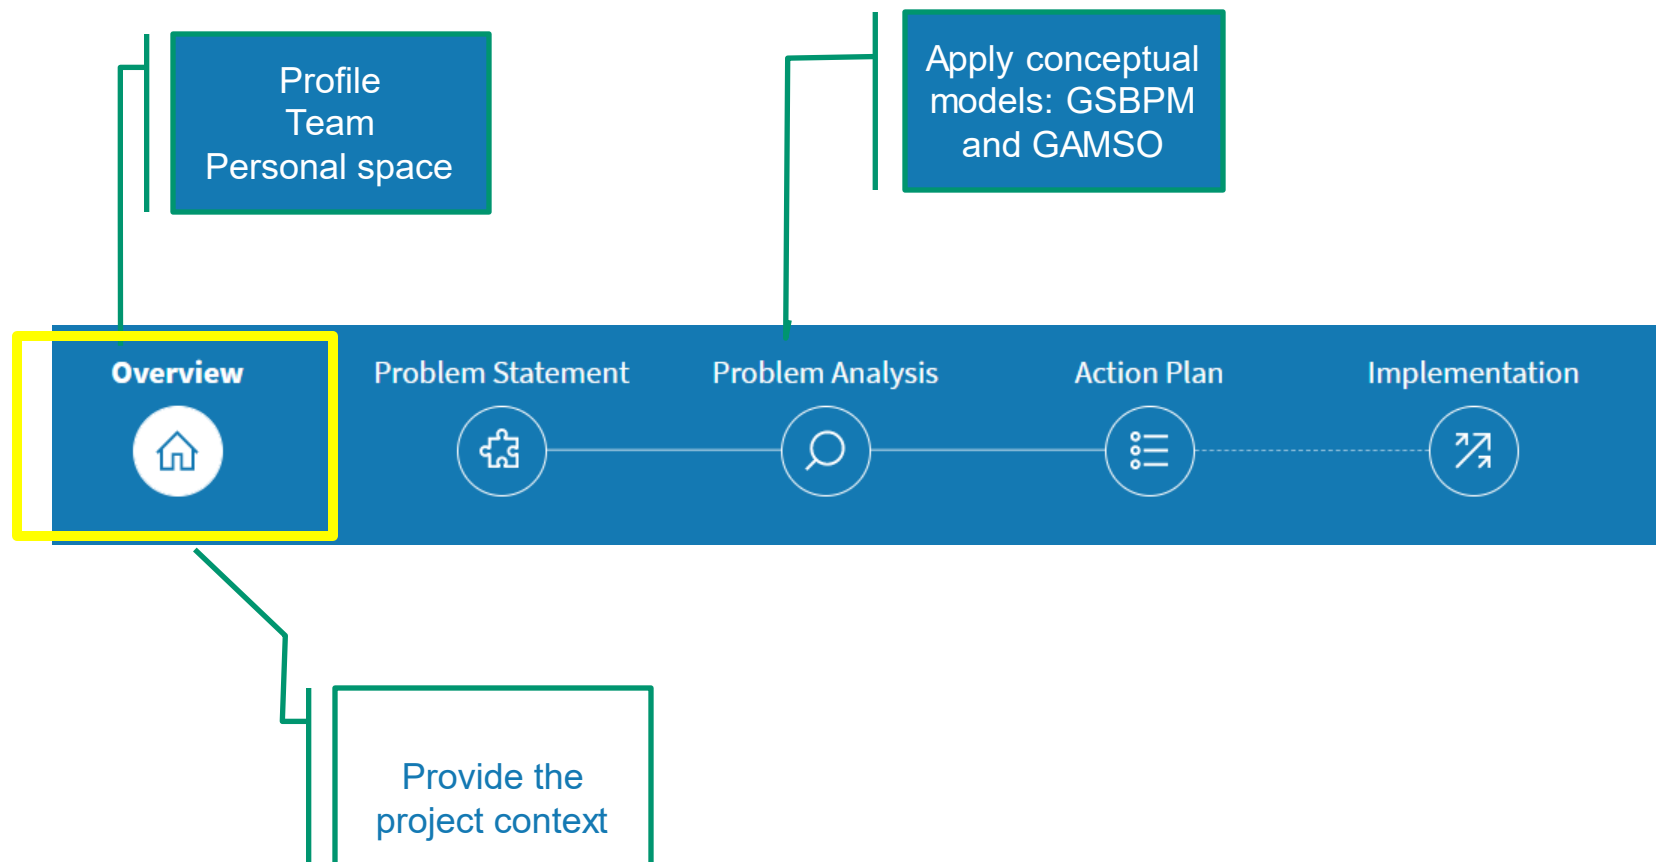 Profile
Team
Personal space
Apply conceptual
models: GSBPM
and GAMSO
Overview
Problem Statement
Problem Analysis
Action Plan
Implementation
Provide the
project context